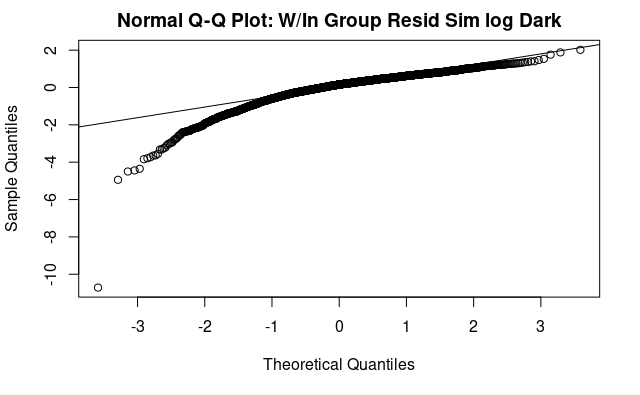 Normal Q-Q Plot: W/In Group Resid Sim log Dark
Sample Quantiles
2
0
-2
-4
-6
-8
-10
-3 -2 -1 0 1 2 3
Theoretical Quantiles